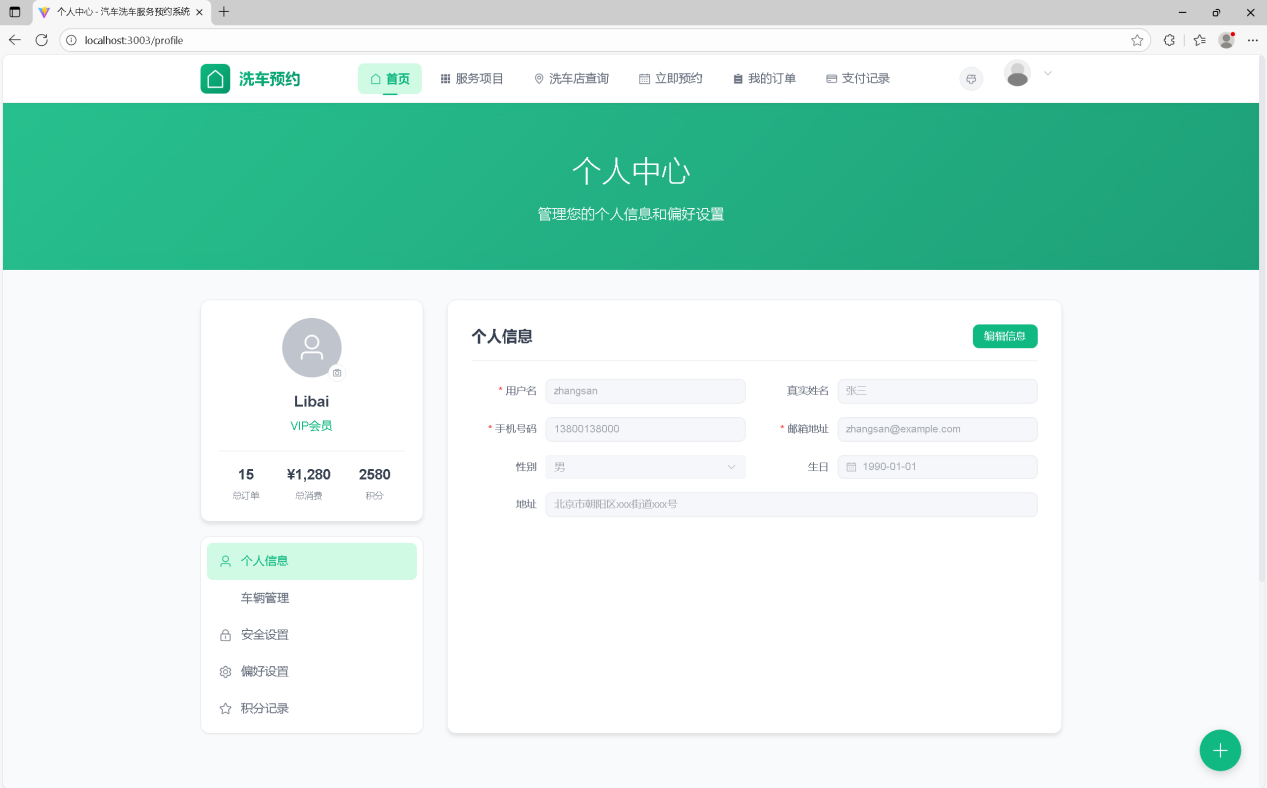 个人中心 - 汽车洗车服务预约系统
localhost:3003/profile
洗车预约 首页 服务项目 洗车店查询 立即预约 我的订单 支付记录
个人中心
管理您的个人信息和偏好设置
Libai
VIP会员
15 ¥1,280 2580
总订单 总消费 积分
个人信息
车辆管理
安全设置
偏好设置
积分记录
个人信息 编辑信息
* 用户名 zhangsan 真实姓名 张三
* 手机号码 13800138000 * 邮箱地址 zhangsan@example.com
性别 男 生日 1990-01-01
地址 北京市朝阳区xxx街道xxx号